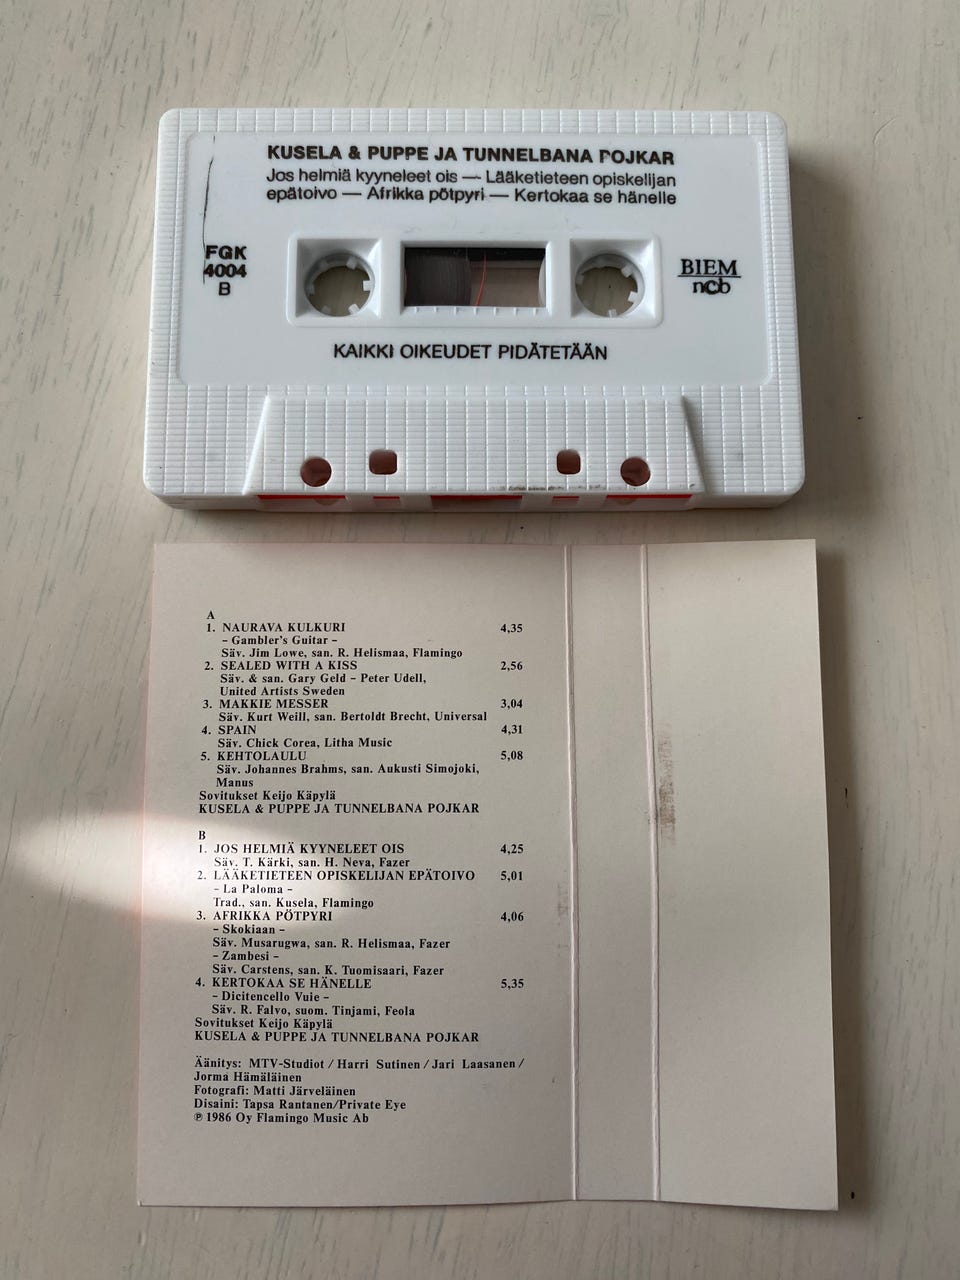 KUSELA & PUPPE JA TUNNELBANA POJKAR
Jos helmiä kyyneleet ois — Lääketieteen opiskelijan
epätoivo — Afrikka pötpyri — Kertokaa se hänelle
FGK
4004
B
BIEM
ncb
KAIKKI OIKEUDET PIDÄTETÄÄN
A
1. NAURAVA KULKURI 4,35
– Gambler's Guitar –
Säv. Jim Lowe, san. R. Helismaa, Flamingo
2. SEALED WITH A KISS 2,56
Säv. & san. Gary Geld – Peter Udell,
United Artists Sweden
3. MAKKIE MESSER 3,04
Säv. Kurt Weill, san. Bertoldt Brecht, Universal
4. SPAIN 4,31
Säv. Chick Corea, Litha Music
5. KEHTOLAULU 5,08
Säv. Johannes Brahms, san. Aukusti Simojoki,
Manus
Sovitukset Keijo Käpylä
KUSELA & PUPPE JA TUNNELBANA POJKAR
B
1. JOS HELMIÄ KYYNELEET OIS 4,25
Säv. T. Kärki, san. H. Neva, Fazer
2. LÄÄKETIETEEN OPISKELIJAN EPÄTOIVO 5,01
– La Paloma –
Trad., san. Kusela, Flamingo
3. AFRIKKA PÖTPYRI 4,06
– Skokiaan –
Säv. Musarugwa, san. R. Helismaa, Fazer
– Zambesi –
Säv. Carstens, san. K. Tuomisaari, Fazer
4. KERTOKAA SE HÄNELLE 5,35
– Dicitencello Vuie –
Säv. R. Falvo, suom. Tinjami, Feola
Sovitukset Keijo Käpylä
KUSELA & PUPPE JA TUNNELBANA POJKAR
Äänitys: MTV-Studiot / Harri Sutinen / Jari Laasanen /
Jorma Hämäläinen
Fotografi: Matti Järveläinen
Disaini: Tapsa Rantanen/Private Eye
℗ 1986 Oy Flamingo Music Ab